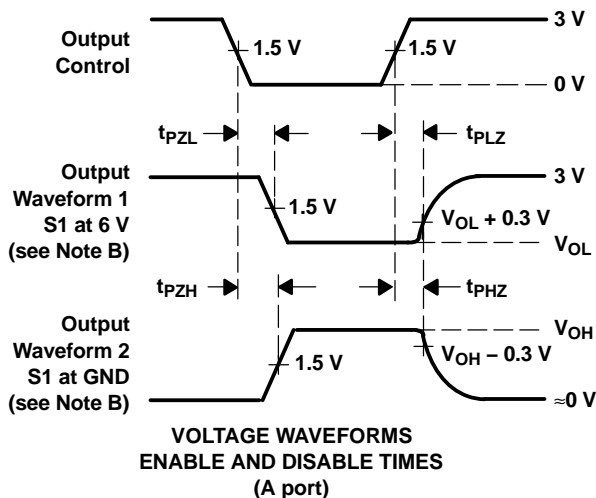 Output
Control
3 V
1.5 V
1.5 V
0 V
tPZL
tPLZ
Output
Waveform 1
S1 at 6 V
(see Note B)
3 V
1.5 V
VOL + 0.3 V
VOL
tPZH
tPHZ
Output
Waveform 2
S1 at GND
(see Note B)
VOH
1.5 V
VOH − 0.3 V
≈0 V
VOLTAGE WAVEFORMS
ENABLE AND DISABLE TIMES
(A port)